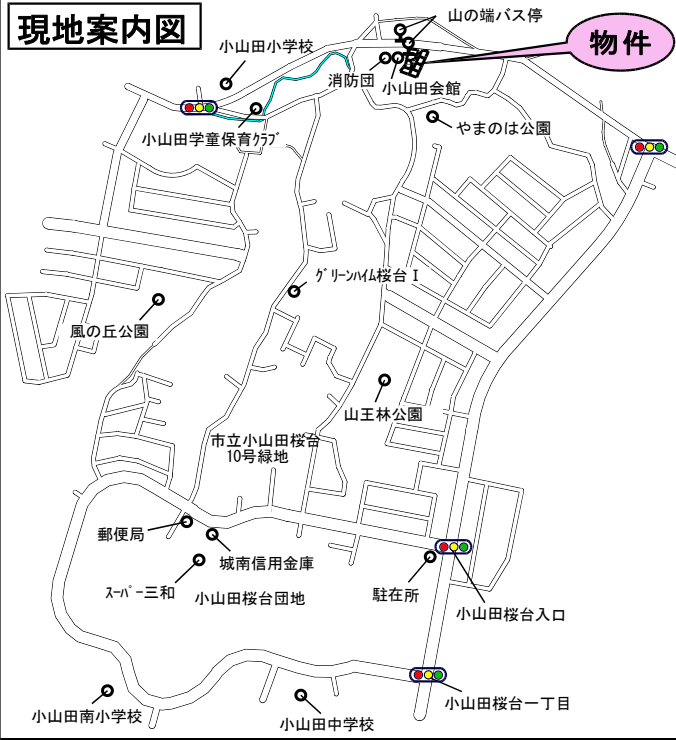 現地案内図
山の端バス停
物件
小山田小学校
消防団
小山田会館
小山田学童保育ｸﾗﾌﾞ
やまのは公園
ｸﾞﾘｰﾝﾊｲﾑ桜台Ⅰ
風の丘公園
山王林公園
市立小山田桜台
10号緑地
郵便局
城南信用金庫
ｽｰﾊﾟｰ三和
小山田桜台団地
駐在所
小山田桜台入口
小山田桜台一丁目
小山田南小学校
小山田中学校